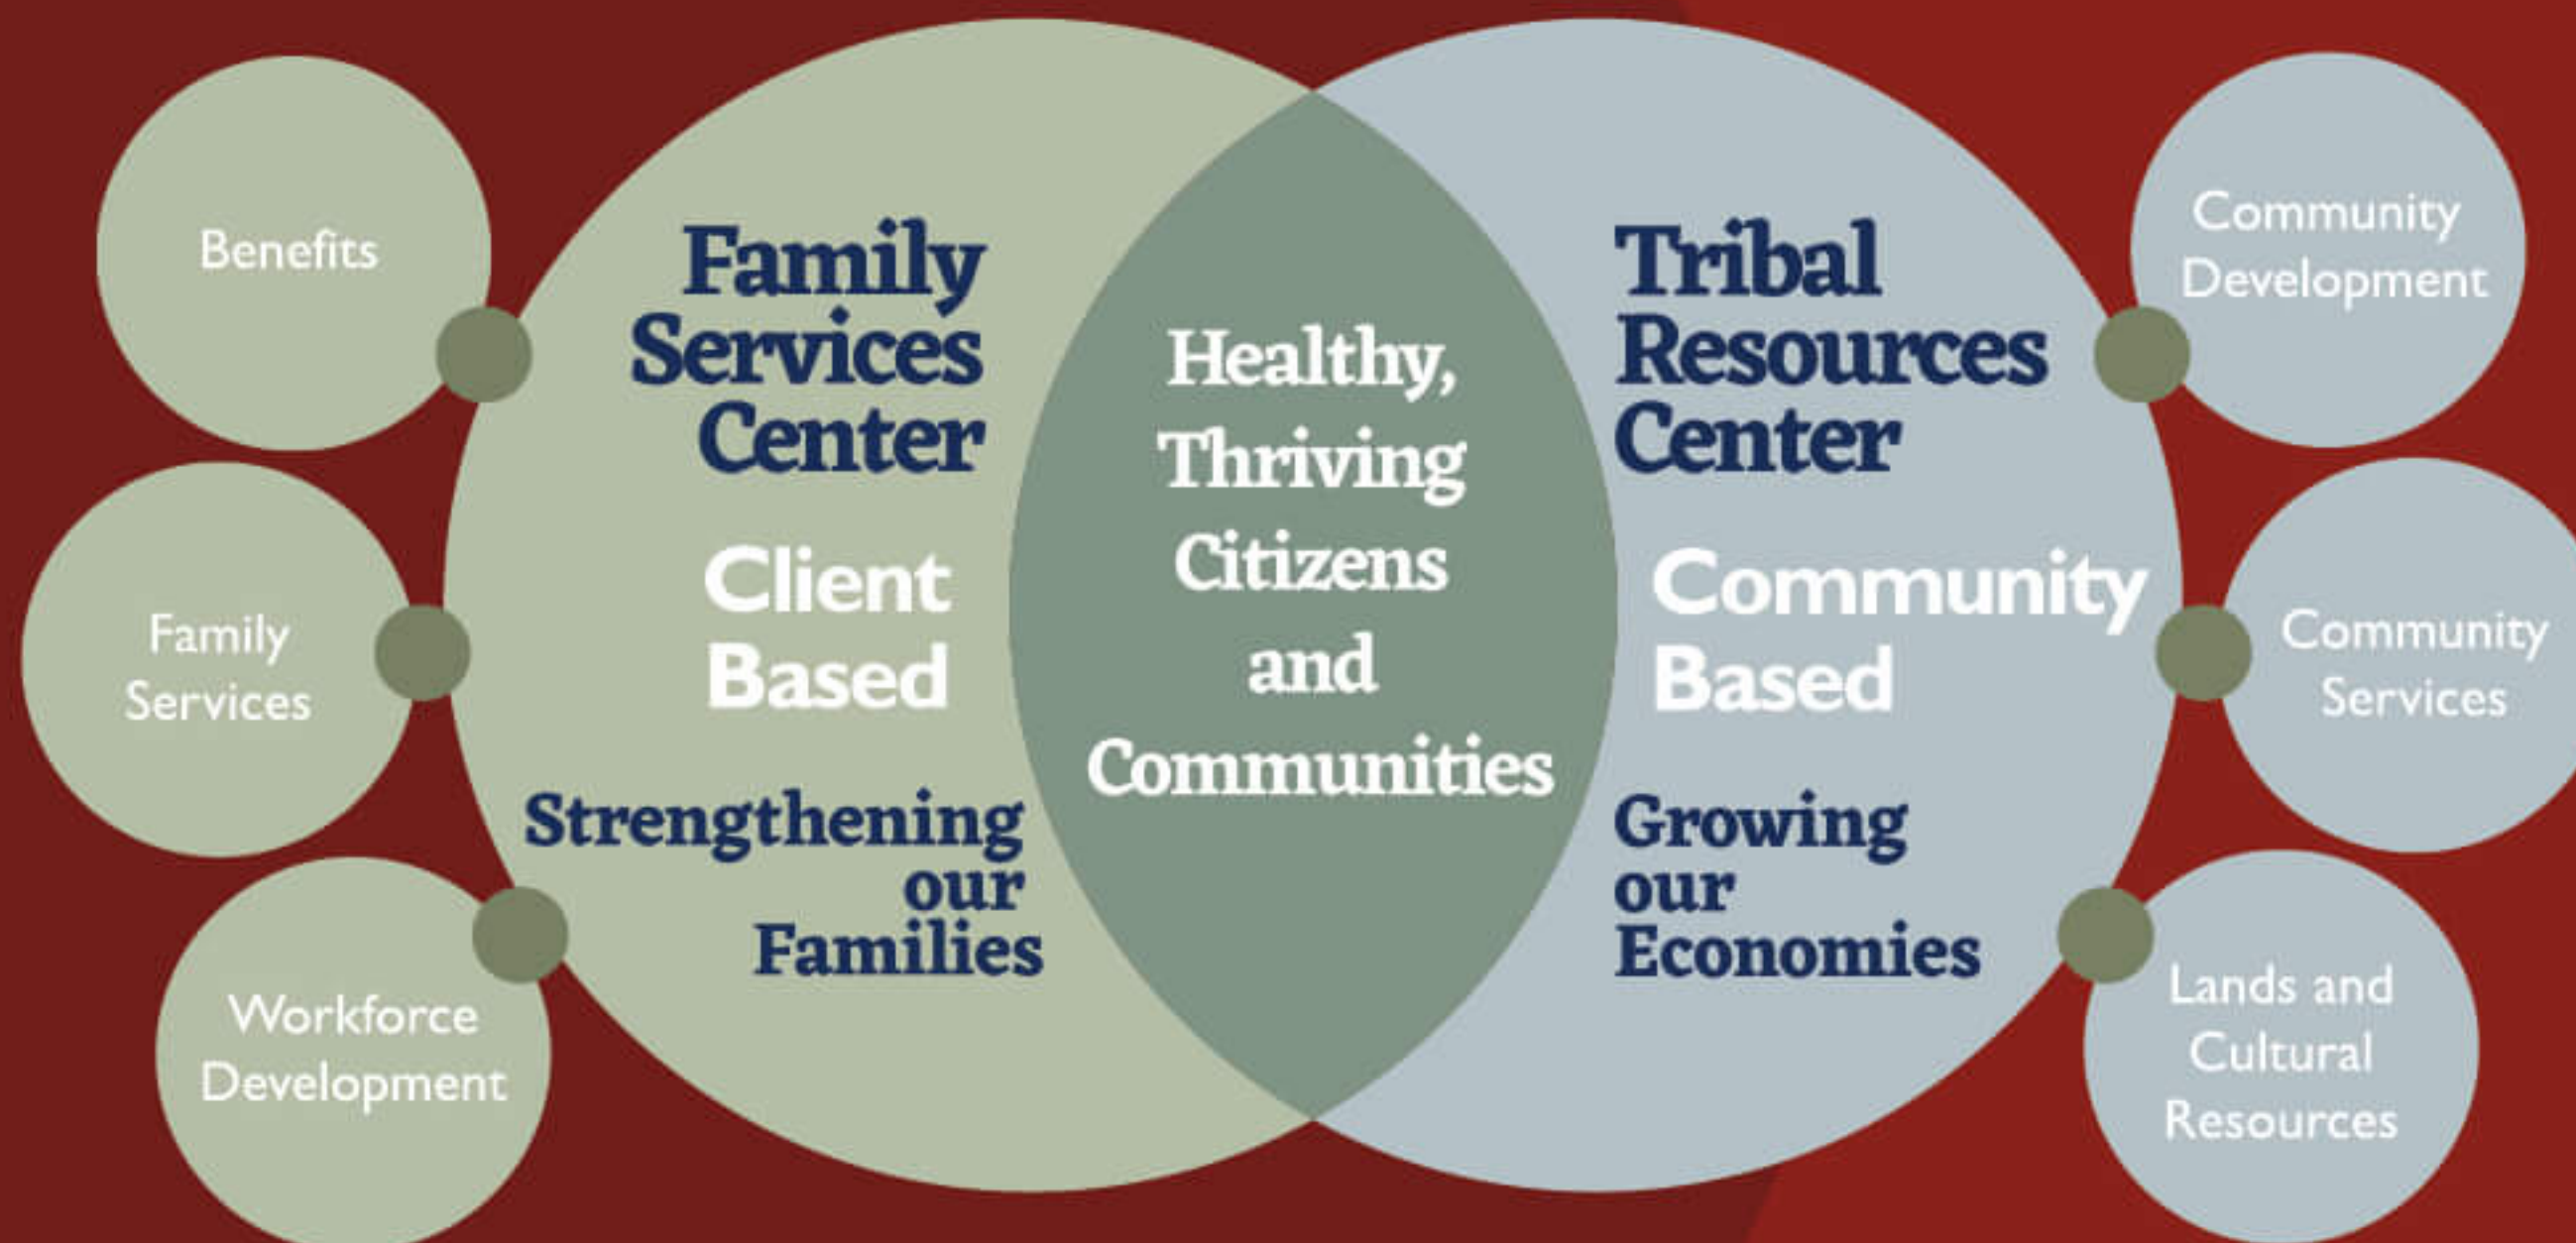 Benefits
Family
Services
Workforce
Development
Family
Services
Center
Client
Based
Strengthening
our
Families
Healthy,
Thriving
Citizens
and
Communities
Tribal
Resources
Center
Community
Based
Growing
our
Economies
Community
Development
Community
Services
Lands and
Cultural
Resources